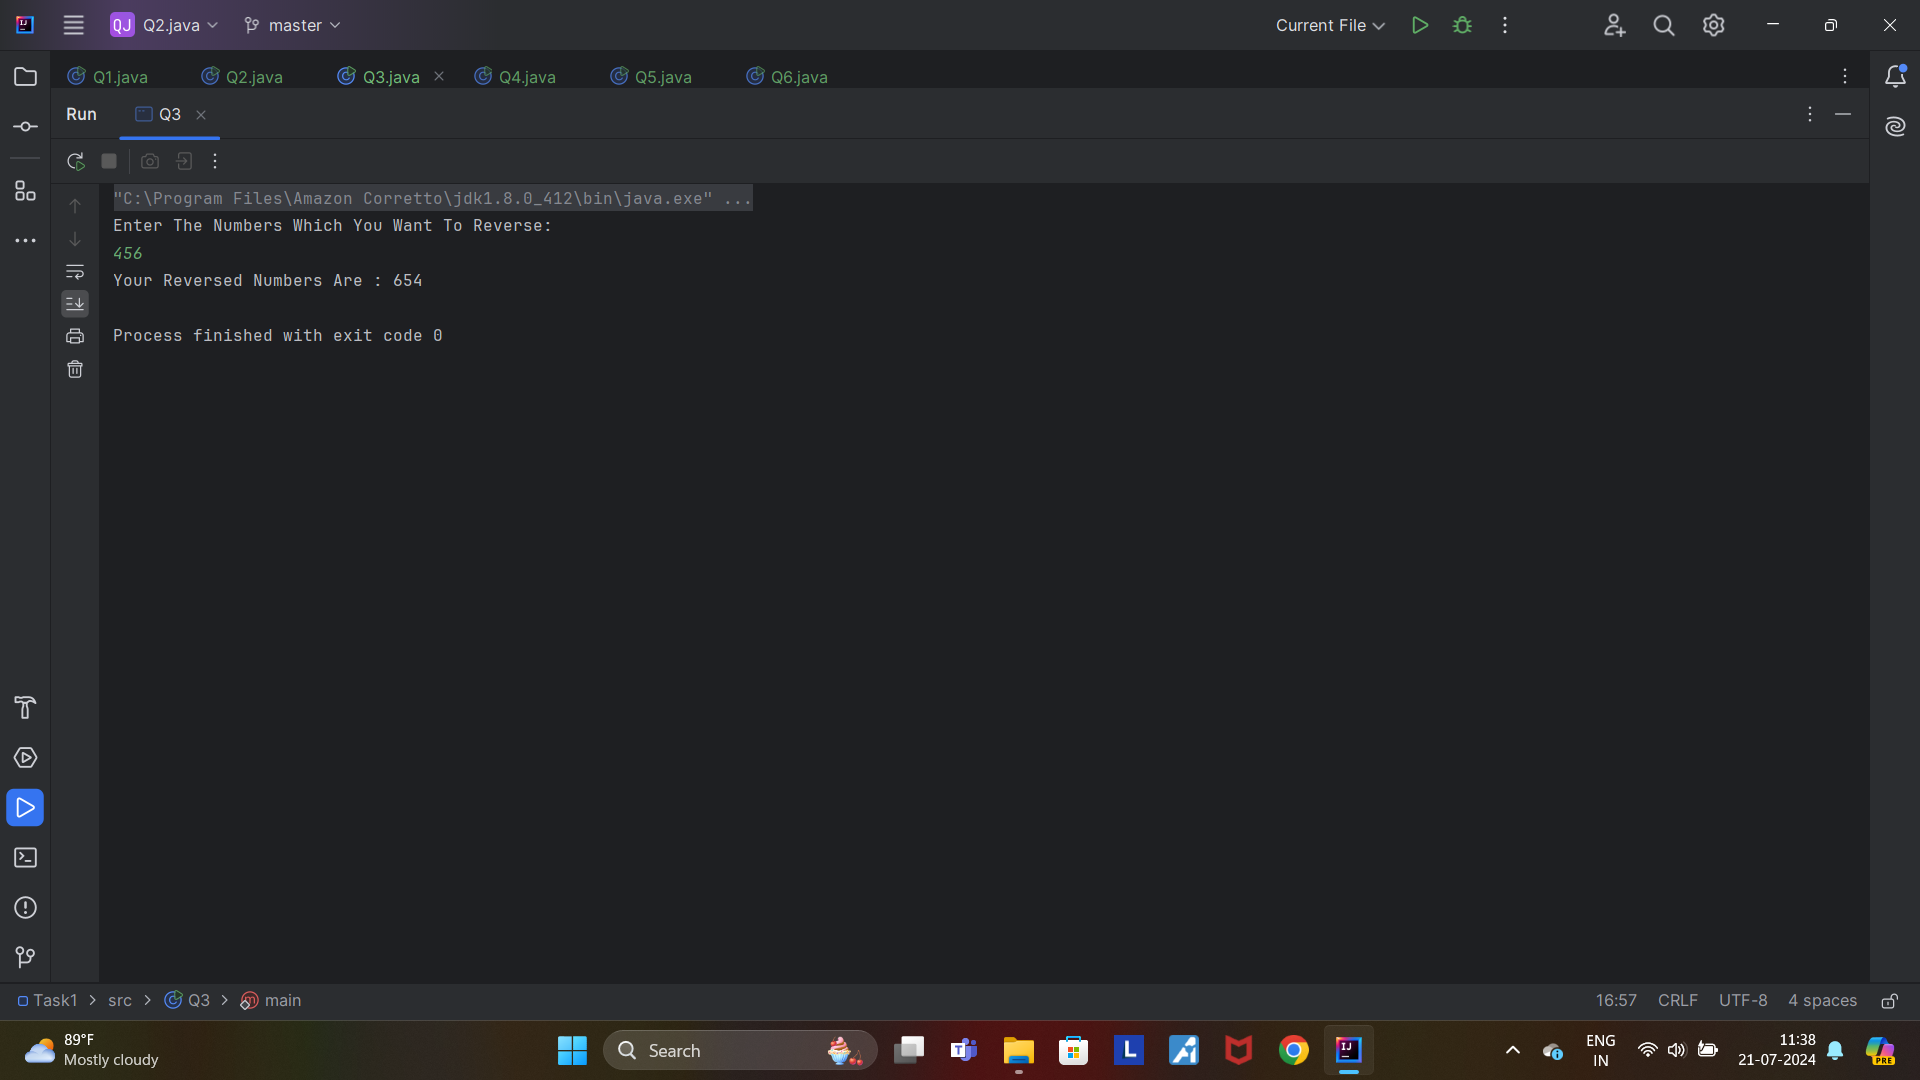 QJ Q2.java master Current File
Q1.java Q2.java Q3.java Q4.java Q5.java Q6.java
Run Q3
"C:\Program Files\Amazon Corretto\jdk1.8.0_412\bin\java.exe" ...
Enter The Numbers Which You Want To Reverse:
456
Your Reversed Numbers Are : 654
Process finished with exit code 0
Task1 > src > Q3 > main 16:57 CRLF UTF-8 4 spaces
89°F
Mostly cloudy
Search
ENG
IN
11:38
21-07-2024
PRE